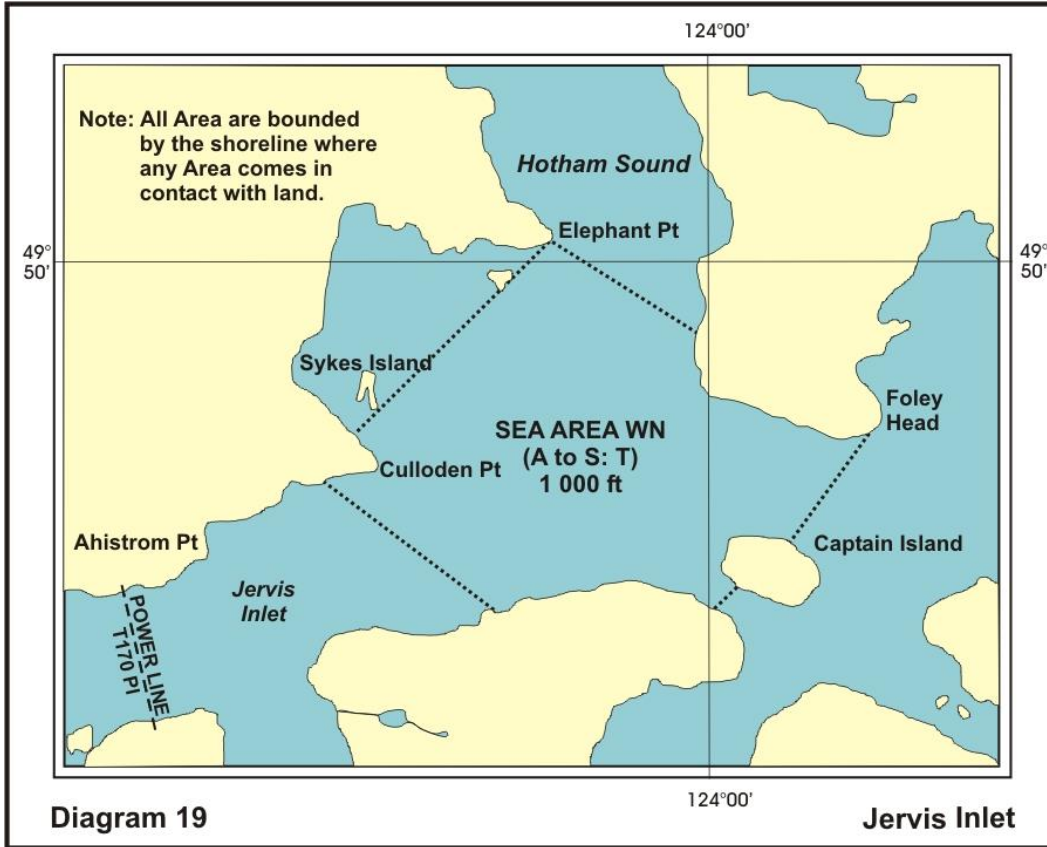 124°00'
Note: All Area are bounded
by the shoreline where
any Area comes in
contact with land.
Hotham Sound
Elephant Pt
49°
50'
49°
50'
Sykes Island
Foley
Head
SEA AREA WN
(A to S: T)
1 000 ft
Culloden Pt
Ahistrom Pt
Captain Island
Jervis
Inlet
POWER LINE
T170 PI
124°00'
Diagram 19
Jervis Inlet